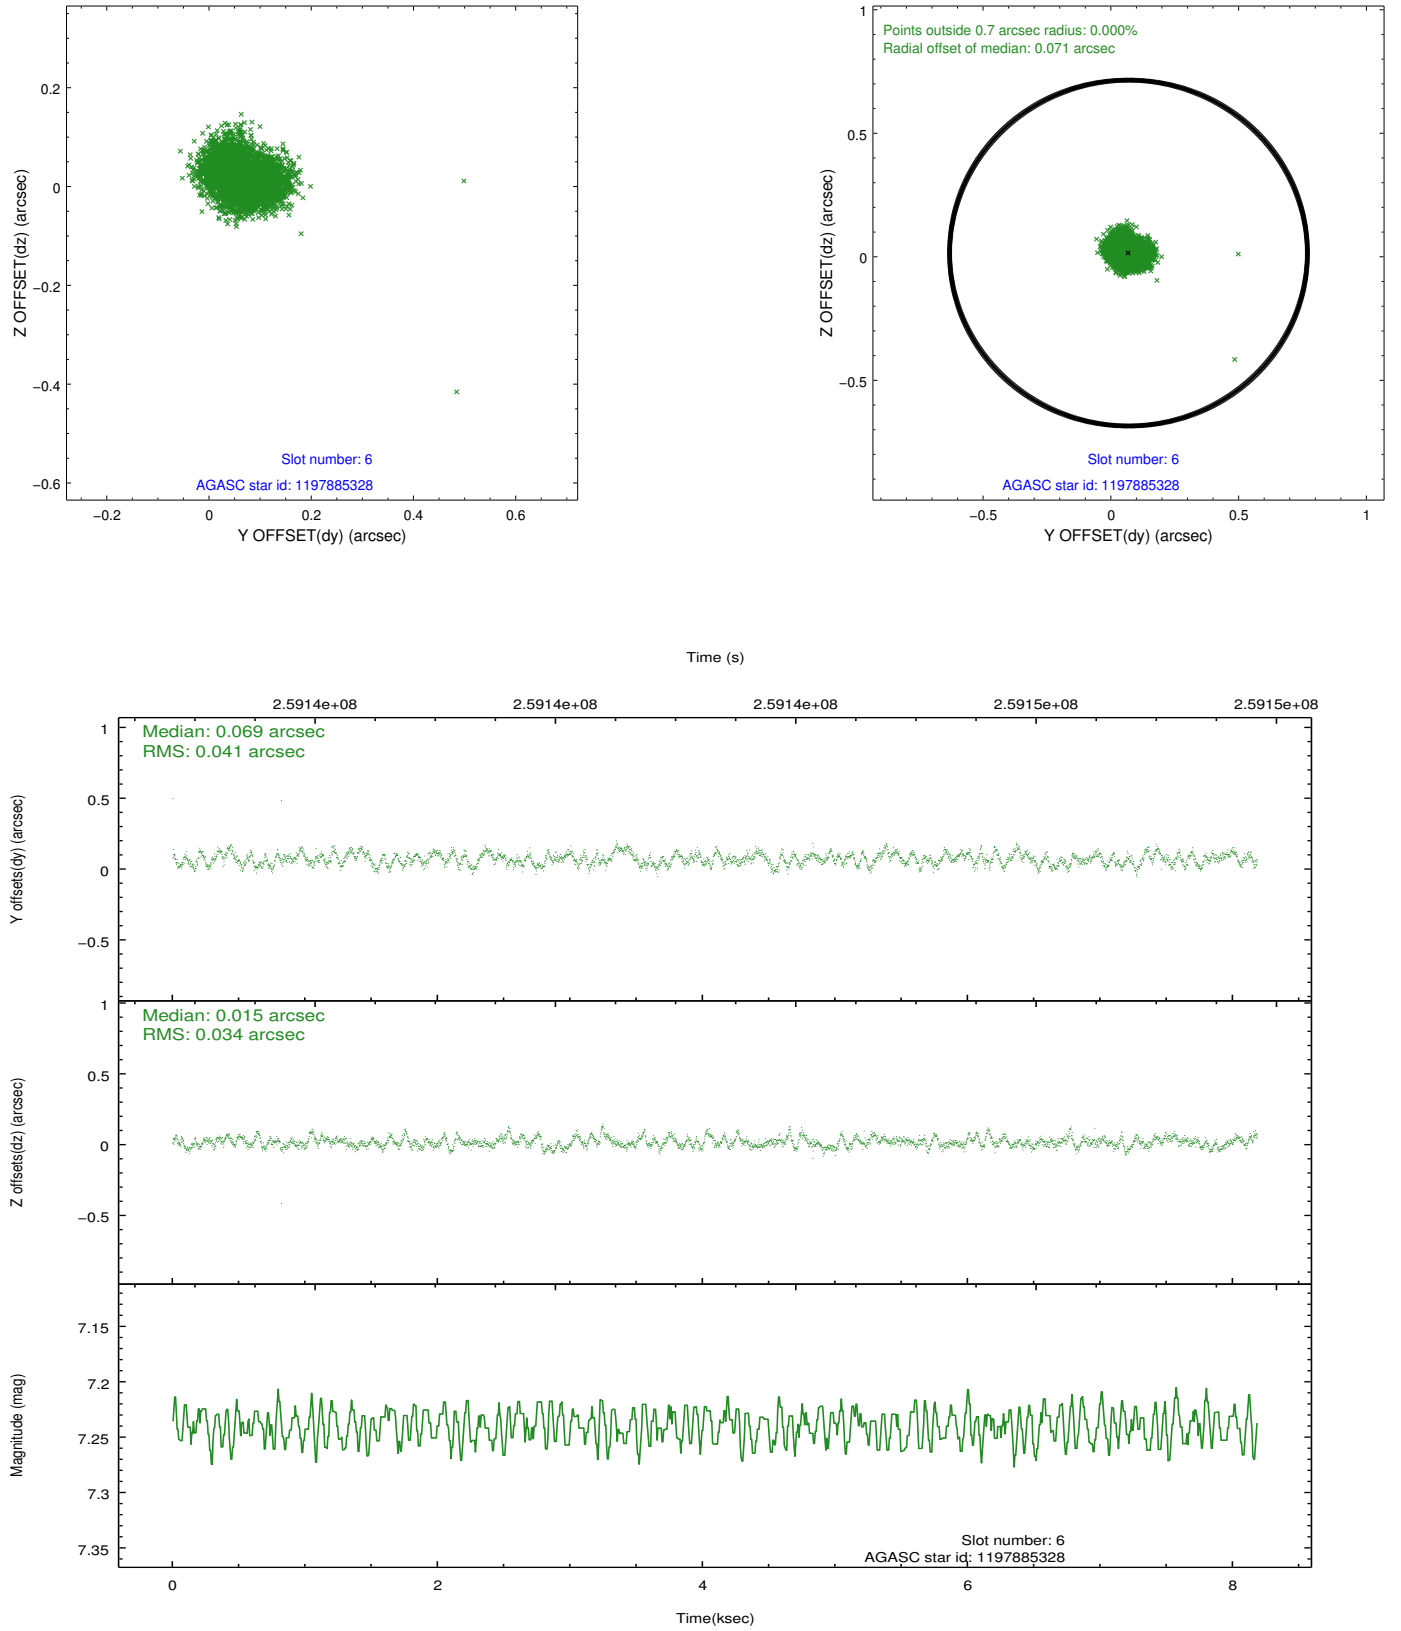 0.2
0
−0.2
−0.4
−0.6
Z OFFSET(dz) (arcsec)
Slot number: 6
AGASC star id: 1197885328
−0.2
0
0.2
0.4
0.6
Y OFFSET(dy) (arcsec)
1
0.5
0
−0.5
Z OFFSET(dz) (arcsec)
Points outside 0.7 arcsec radius: 0.000%
Radial offset of median: 0.071 arcsec
Slot number: 6
AGASC star id: 1197885328
−0.5
0
0.5
1
Y OFFSET(dy) (arcsec)
Time (s)
2.5914e+08
2.5914e+08
2.5914e+08
2.5915e+08
2.5915e+08
Median: 0.069 arcsec
RMS: 0.041 arcsec
1
0.5
0
−0.5
Y offsets(dy) (arcsec)
Median: 0.015 arcsec
RMS: 0.034 arcsec
1
0.5
0
−0.5
Z offsets(dz) (arcsec)
7.15
7.2
7.25
7.3
7.35
Magnitude (mag)
Slot number: 6
AGASC star id: 1197885328
0
2
4
6
8
Time(ksec)